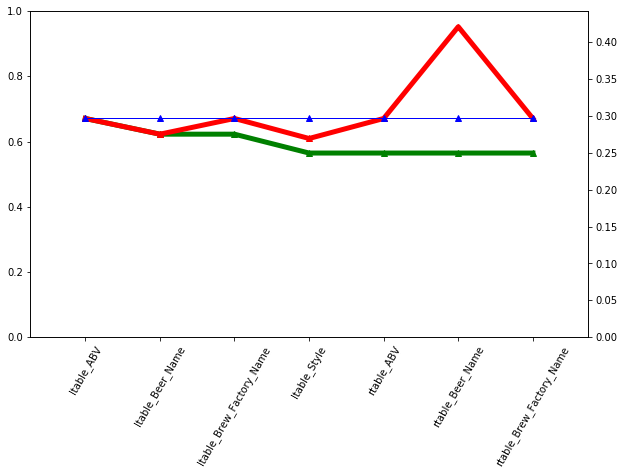 1.0
0.8
0.6
0.4
0.2
0.0
0.40
0.35
0.30
0.25
0.20
0.15
0.10
0.05
0.00
ltable_ABV
ltable_Beer_Name
ltable_Brew_Factory_Name
ltable_Style
rtable_ABV
rtable_Beer_Name
rtable_Brew_Factory_Name